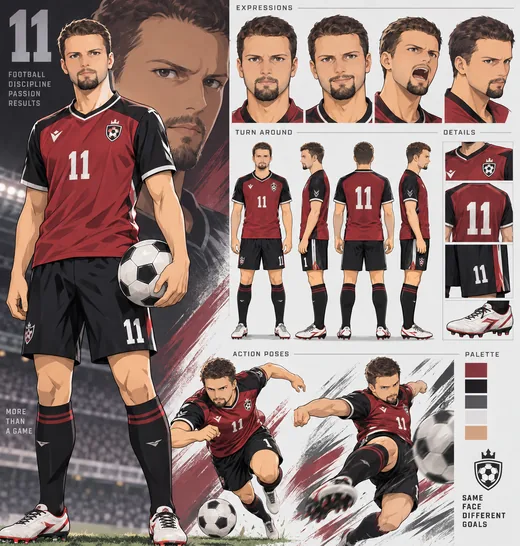 11
FOOTBALL
DISCIPLINE
PASSION
RESULTS
11
11
MORE
THAN
A GAME
EXPRESSIONS
TURN AROUND
11
11
DETAILS
11
11
ACTION POSES
11
11
PALETTE
SAME
FACE
DIFFERENT
GOALS